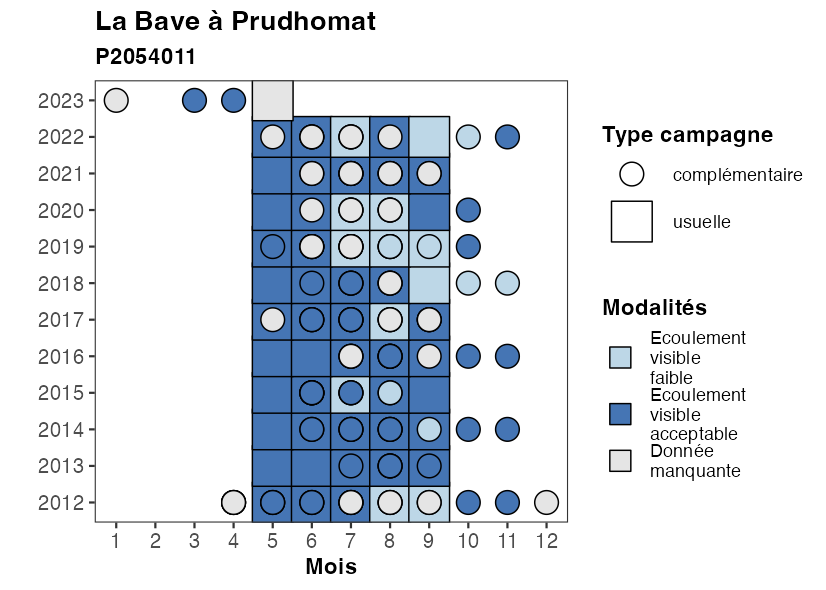 La Bave à Prudhomat
P2054011
2023
2022
2021
2020
2019
2018
2017
2016
2015
2014
2013
2012
1 2 3 4 5 6 7 8 9 10 11 12
Mois
Type campagne
complémentaire
usuelle
Modalités
Ecoulement
visible
faible
Ecoulement
visible
acceptable
Donnée
manquante